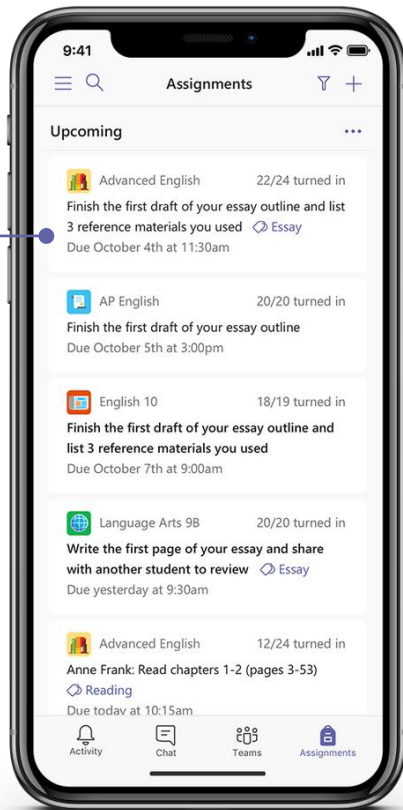 9:41
Assignments
Upcoming
Advanced English 22/24 turned in
Finish the first draft of your essay outline and list
3 reference materials you used Essay
Due October 4th at 11:30am
AP English 20/20 turned in
Finish the first draft of your essay outline
Due October 5th at 3:00pm
English 10 18/19 turned in
Finish the first draft of your essay outline and
list 3 reference materials you used
Due October 7th at 9:00am
Language Arts 9B 20/20 turned in
Write the first page of your essay and share
with another student to review Essay
Due yesterday at 9:30am
Advanced English 12/24 turned in
Anne Frank: Read chapters 1-2 (pages 3-53)
Reading
Due today at 10:15am
Activity Chat Teams Assignments